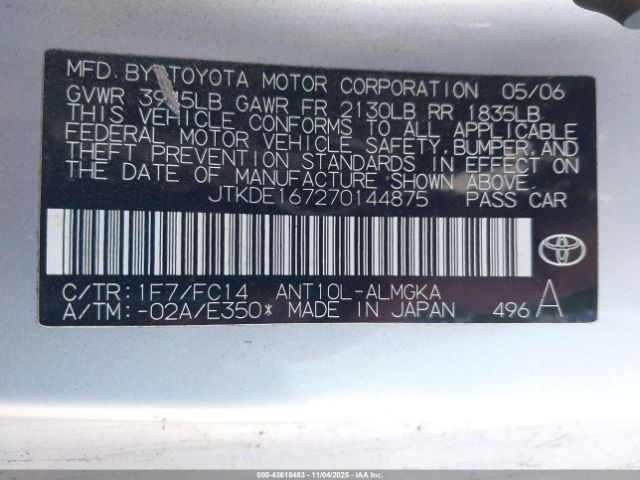 MFD. BY: TOYOTA MOTOR CORPORATION 05/06
GVWR GAWR FR 2130LB RR 1835LB
THIS VEHICLE CONFORMS TO ALL APPLICABLE
FEDERAL MOTOR VEHICLE SAFETY, BUMPER, AND
THEFT PREVENTION STANDARDS IN EFFECT ON
THE DATE OF MANUFACTURE SHOWN ABOVE.
JTKDE167270144875 PASS CAR
C/TR: 1F7/FC14 ANT10L-ALMGKA
A/TM: -02A/E350* MADE IN JAPAN 496 A
TOYOTA
000-43618483 - 11/04/2025 - IAA Inc.